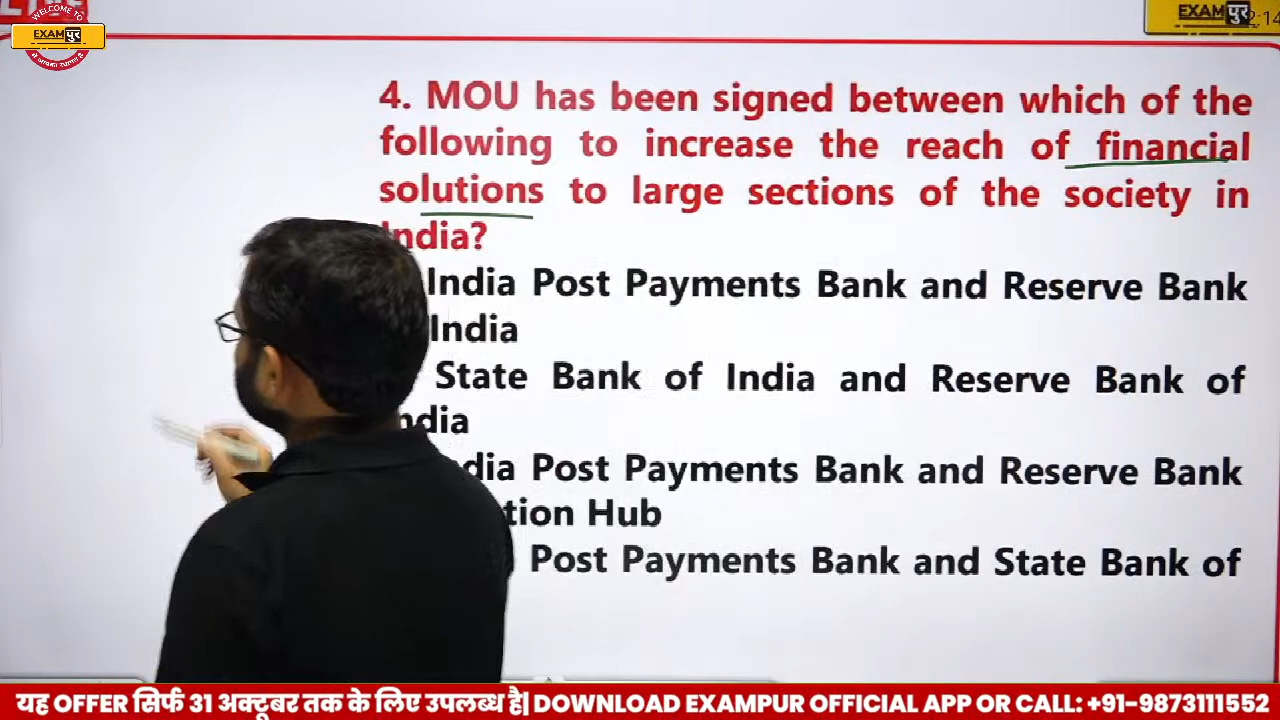 WELCOME TO
EXAMपुर
EXAMपुर
2:14
4. MOU has been signed between which of the
following to increase the reach of financial
solutions to large sections of the society in
India?
India Post Payments Bank and Reserve Bank
India
State Bank of India and Reserve Bank of
India
Post Payments Bank and Reserve Bank
Hub
Post Payments Bank and State Bank of
यह OFFER सिर्फ 31 अक्टूबर तक के लिए उपलब्ध है| DOWNLOAD EXAMPUR OFFICIAL APP OR CALL: +91-9873111552